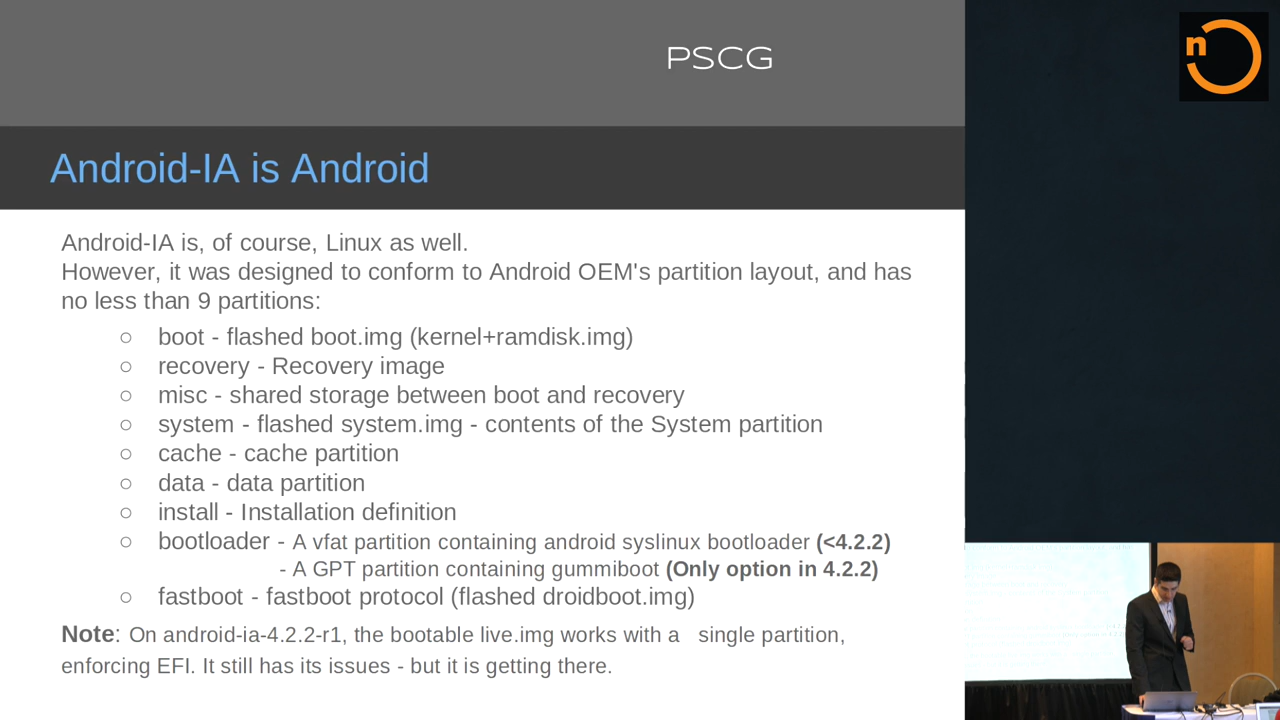 PSCG
n
Android-IA is Android
Android-IA is, of course, Linux as well.
However, it was designed to conform to Android OEM's partition layout, and has
no less than 9 partitions:
○ boot - flashed boot.img (kernel+ramdisk.img)
○ recovery - Recovery image
○ misc - shared storage between boot and recovery
○ system - flashed system.img - contents of the System partition
○ cache - cache partition
○ data - data partition
○ install - Installation definition
○ bootloader - A vfat partition containing android syslinux bootloader (<4.2.2)
- A GPT partition containing gummiboot (Only option in 4.2.2)
○ fastboot - fastboot protocol (flashed droidboot.img)
Note: On android-ia-4.2.2-r1, the bootable live.img works with a single partition,
enforcing EFI. It still has its issues - but it is getting there.